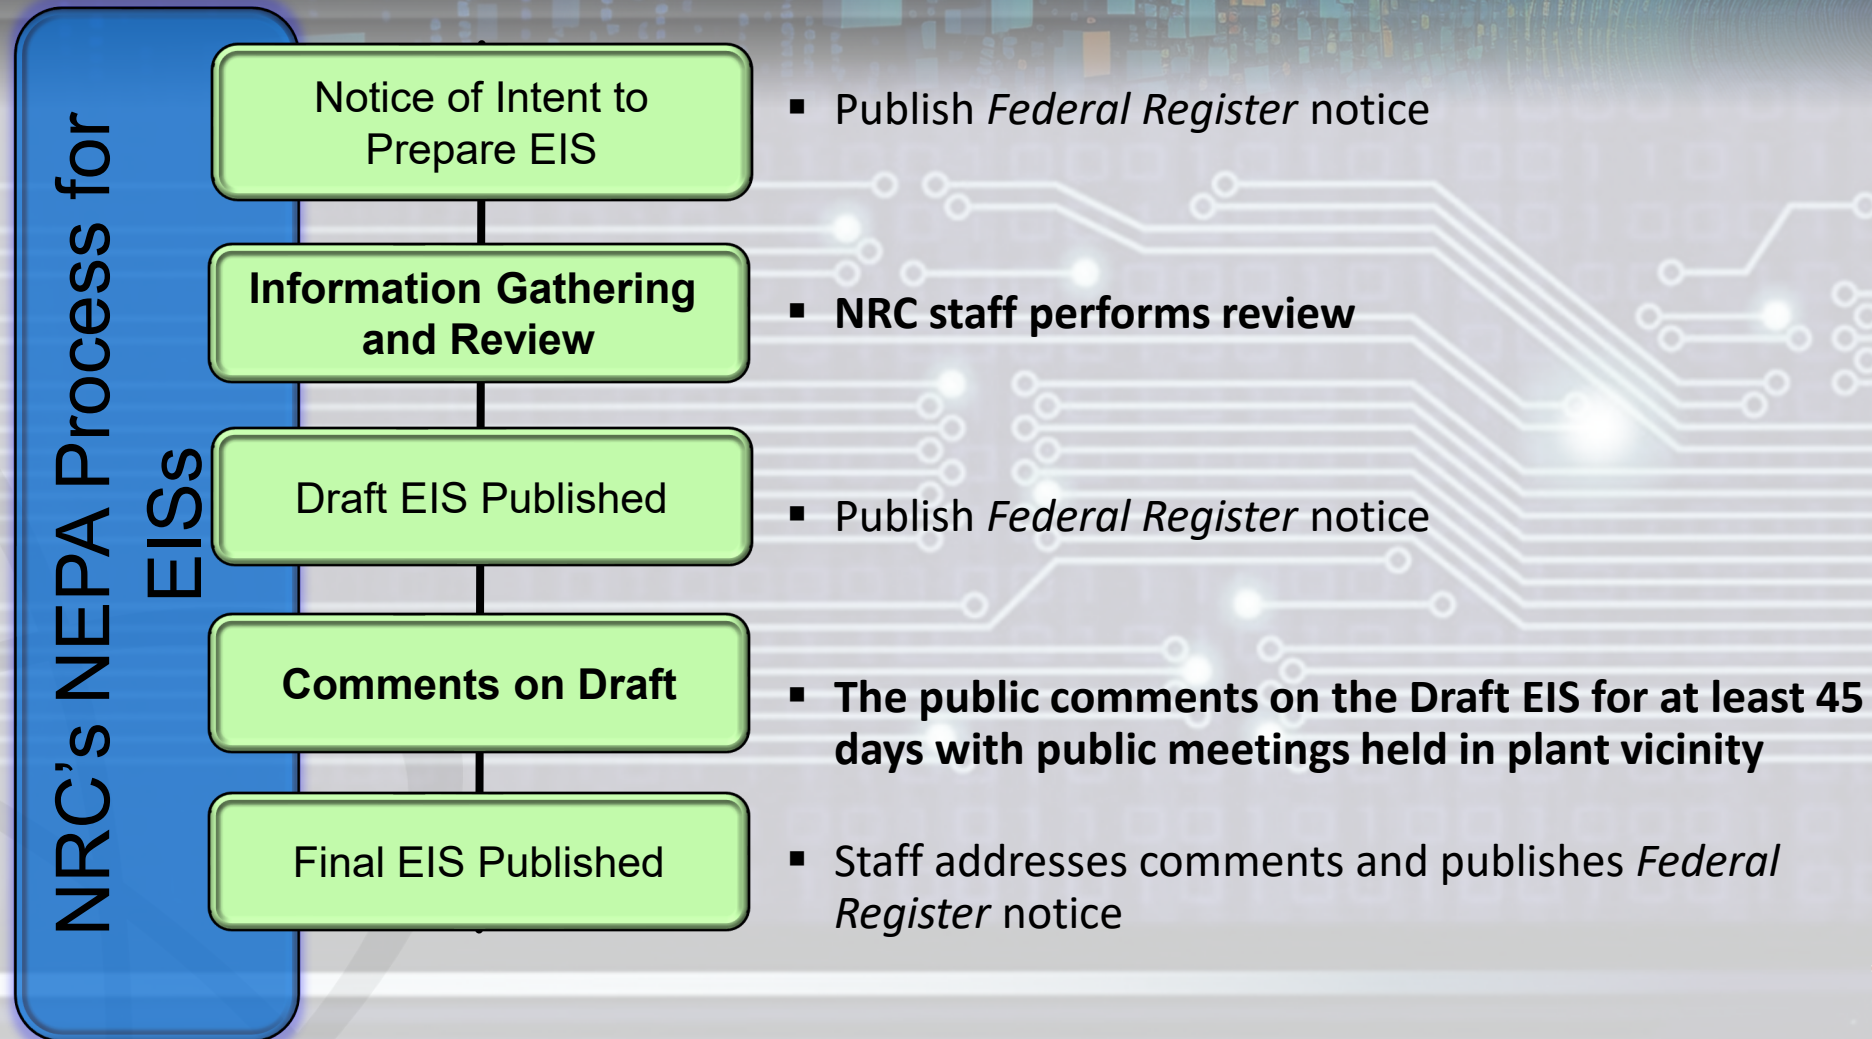 NRC's NEPA Process for
EISs
Notice of Intent to
Prepare EIS
▪ Publish Federal Register notice
Information Gathering
and Review
▪ NRC staff performs review
Draft EIS Published
▪ Publish Federal Register notice
Comments on Draft
▪ The public comments on the Draft EIS for at least 45
days with public meetings held in plant vicinity
Final EIS Published
▪ Staff addresses comments and publishes Federal
Register notice